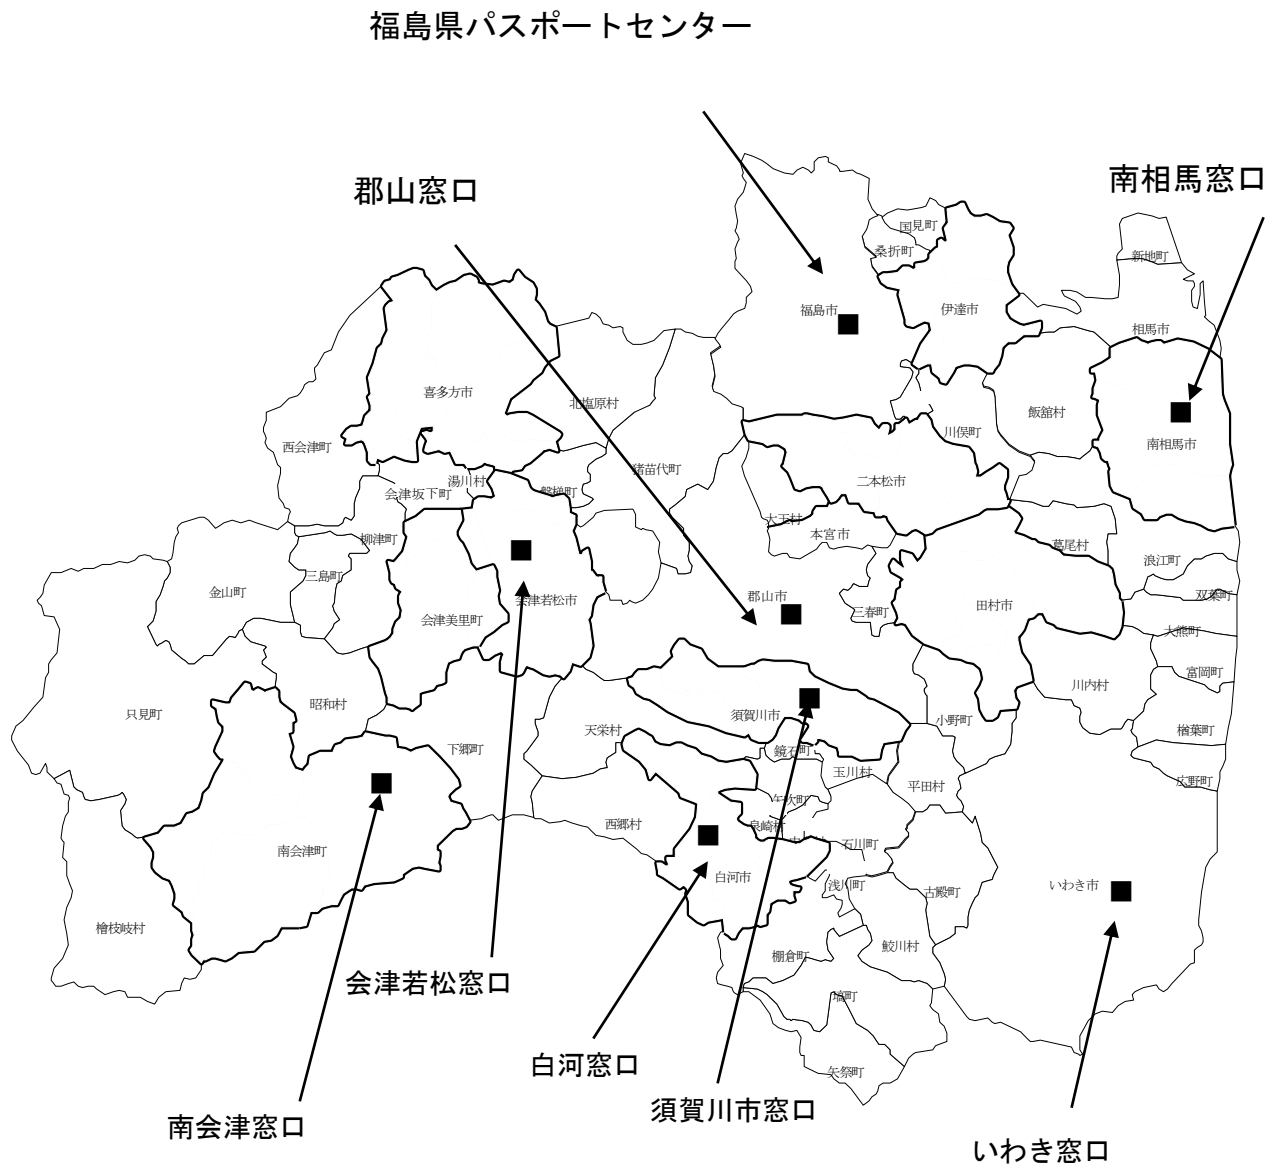 福島県パスポートセンター
郡山窓口
南相馬窓口
国見町
桑折町
新地町
福島市
伊達市
相馬市
喜多方市
北塩原村
飯舘村
川俣町
南相馬市
西会津町
猪苗代町
湯川村
二本松市
会津坂下町
磐梯町
大玉村
本宮市
柳津町
葛尾村
浪江町
三島町
金山町
双葉町
会津若松市
郡山市
田村市
三春町
会津美里町
大熊町
富岡町
川内村
昭和村
只見町
須賀川市
小野町
天栄村
楢葉町
下郷町
鏡石町
玉川村
広野町
平田村
矢吹町
西郷村
泉崎村
石川町
南会津町
白河市
浅川町
いわき市
古殿町
檜枝岐村
鮫川村
棚倉町
塙町
矢祭町
会津若松窓口
白河窓口
須賀川市窓口
南会津窓口
いわき窓口